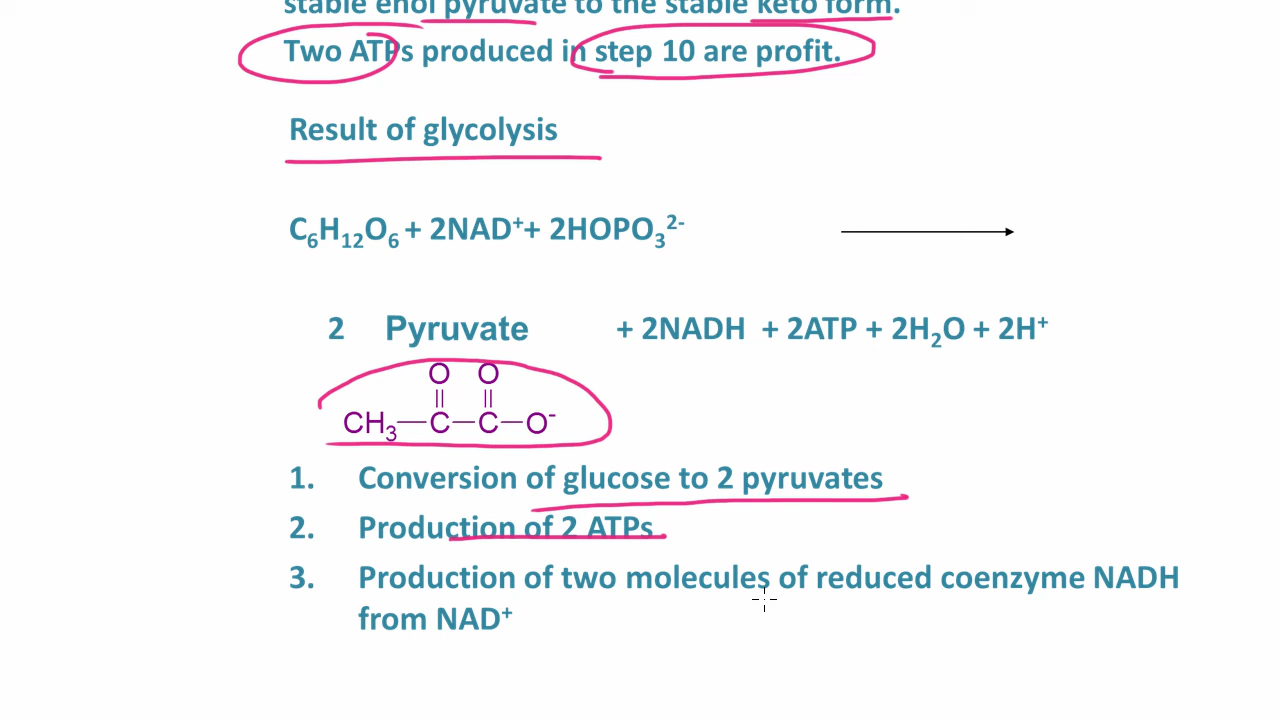 stable enol pyruvate to the stable keto form.
Two ATPs produced in step 10 are profit.
Result of glycolysis
C₆H₁₂O₆ + 2NAD⁺+ 2HOPO₃²⁻ →
2 Pyruvate + 2NADH + 2ATP + 2H₂O + 2H⁺
O O
CH₃—C—C—O⁻
1. Conversion of glucose to 2 pyruvates
2. Production of 2 ATPs.
3. Production of two molecules of reduced coenzyme NADH
from NAD⁺